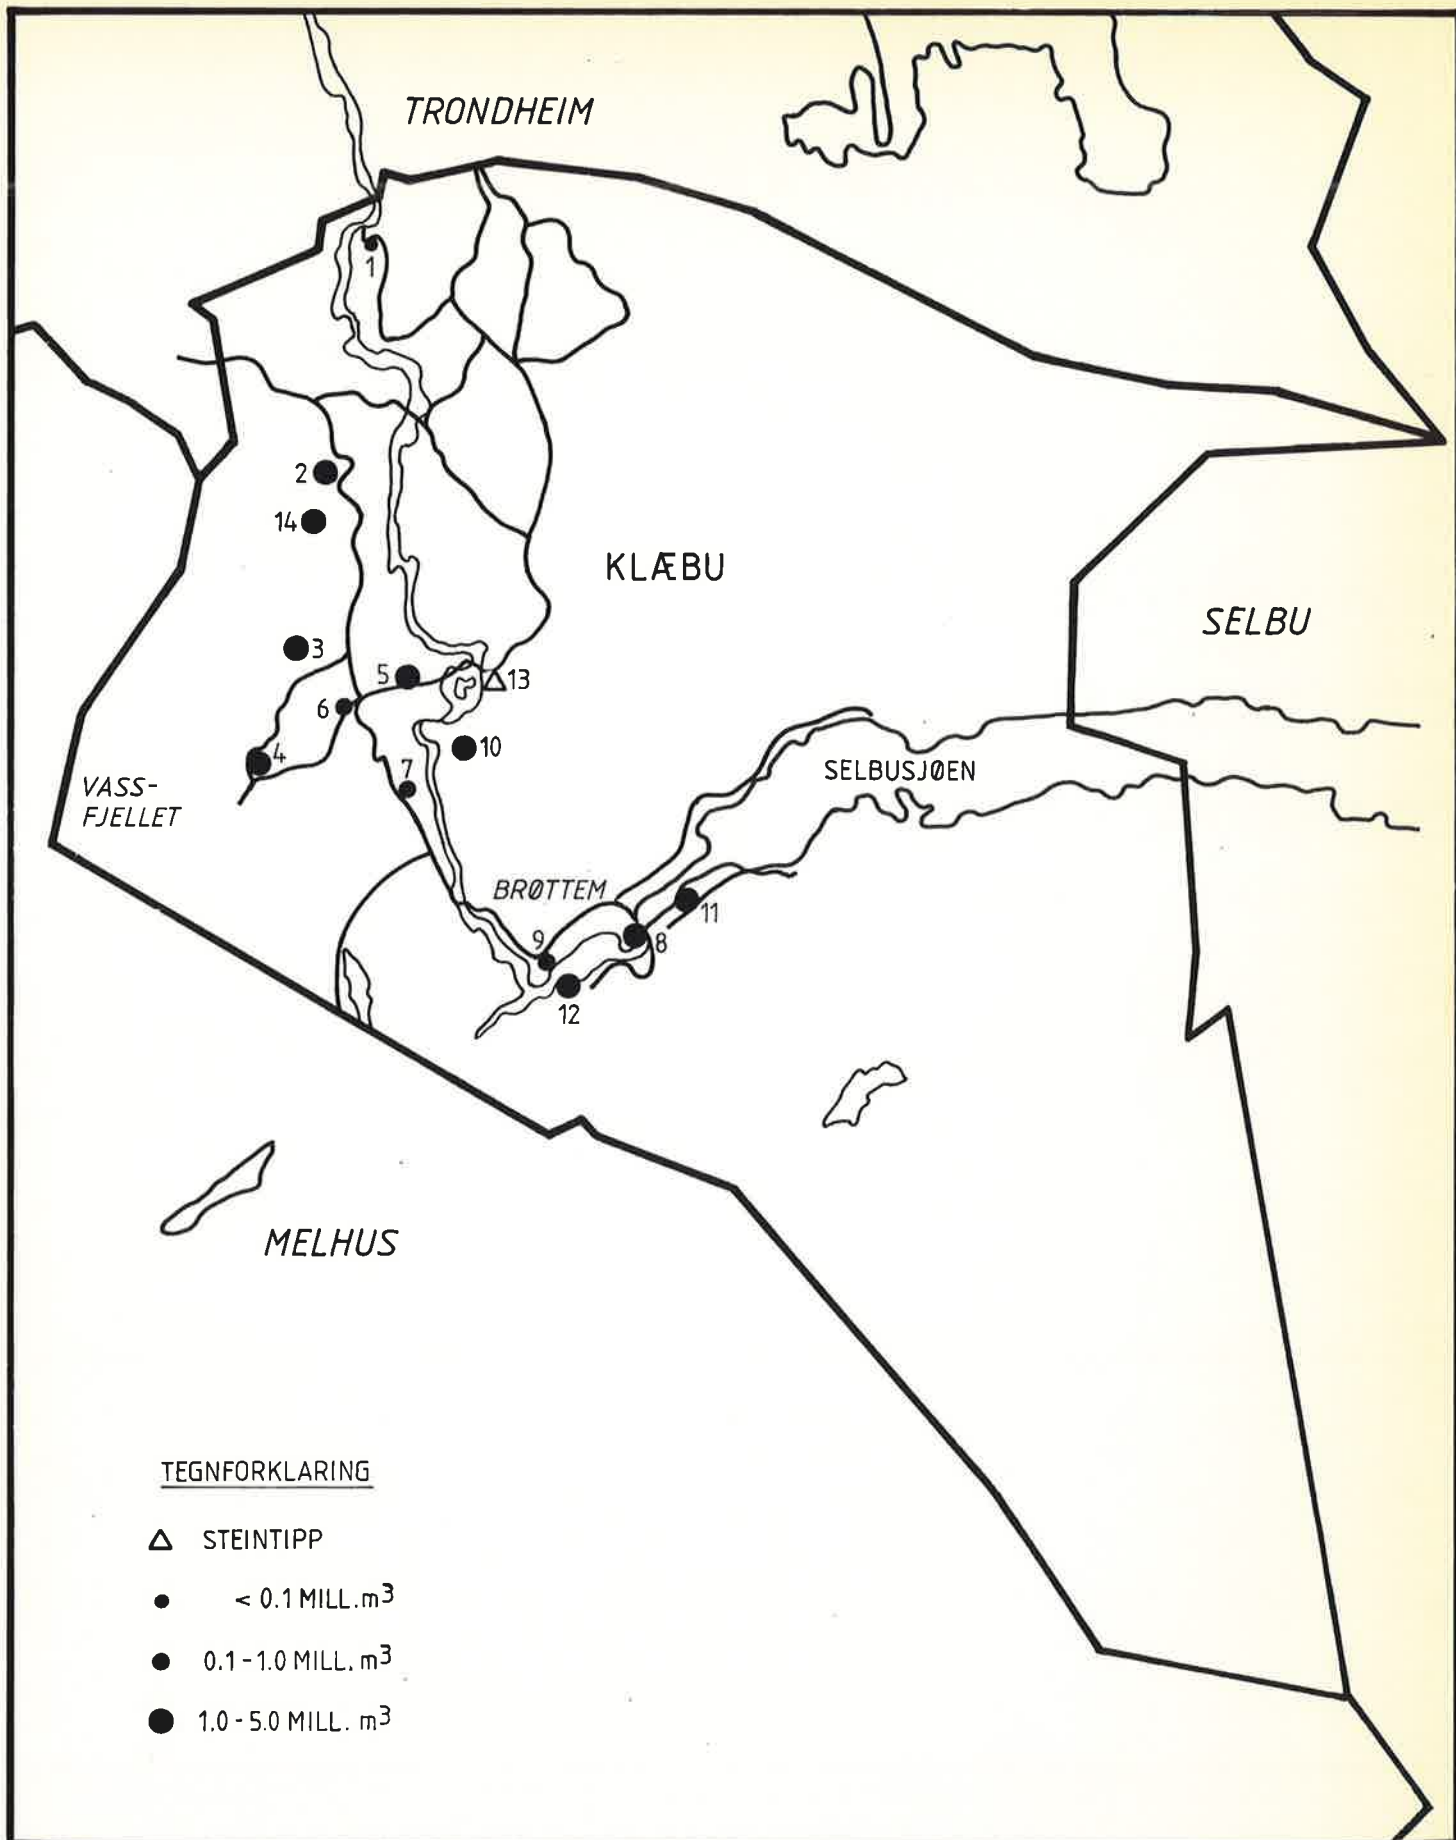 TRONDHEIM
1
2
14
KLÆBU
SELBU
3
5
13
6
10
4
SELBUSJØEN
7
VASS-
FJELLET
BRØTTEM
11
9
8
12
MELHUS
TEGNFORKLARING
STEINTIPP
< 0.1 MILL.m³
0.1-1.0 MILL. m³
1.0-5.0 MILL. m³